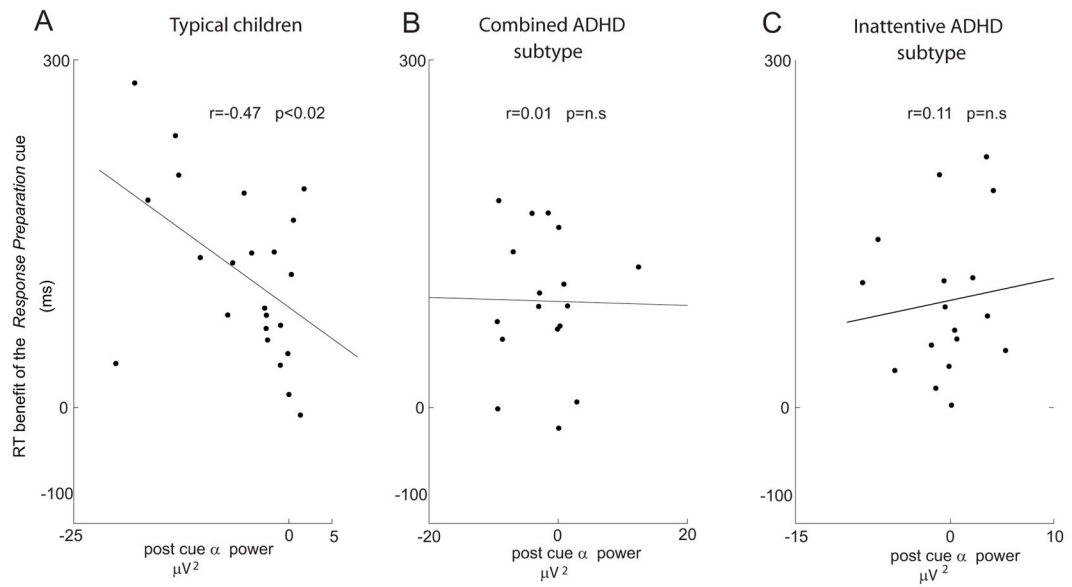 A
Typical children
300
r=-0.47 p<0.02
RT benefit of the Response Preparation cue
(ms)
0
-100
-25
0
5
post cue α power
μV²
B
Combined ADHD
subtype
300
r=0.01 p=n.s
0
-100
-20
0
20
post cue α power
μV²
C
Inattentive ADHD
subtype
300
r=0.11 p=n.s
0
-100
-15
0
10
post cue α power
μV²